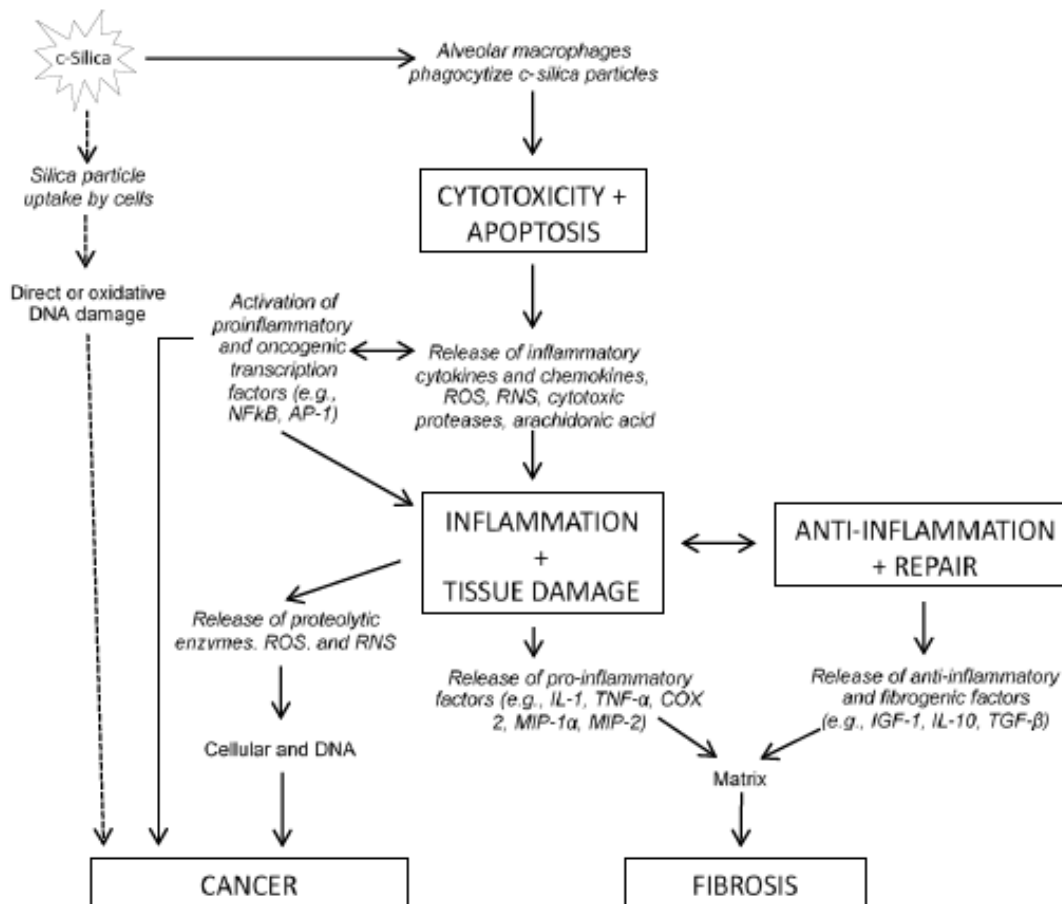 c-Silica
Alveolar macrophages
phagocytize c-silica particles
Silica particle
uptake by cells
CYTOTOXICITY +
APOPTOSIS
Direct or oxidative
DNA damage
Activation of
proinflammatory
and oncogenic
transcription
factors (e.g.,
NFkB, AP-1)
Release of inflammatory
cytokines and chemokines,
ROS, RNS, cytotoxic
proteases, arachidonic acid
INFLAMMATION
+
TISSUE DAMAGE
ANTI-INFLAMMATION
+ REPAIR
Release of proteolytic
enzymes, ROS, and RNS
Release of pro-inflammatory
factors (e.g., IL-1, TNF-α, COX
2, MIP-1α, MIP-2)
Release of anti-inflammatory
and fibrogenic factors
(e.g., IGF-1, IL-10, TGF-β)
Cellular and DNA
Matrix
CANCER
FIBROSIS